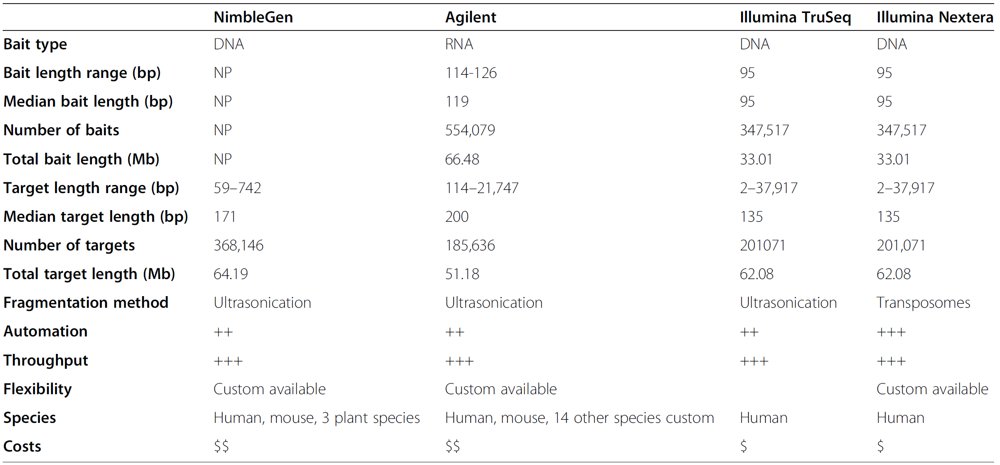 NimbleGen Agilent Illumina TruSeq Illumina Nextera
Bait type DNA RNA DNA DNA
Bait length range (bp) NP 114-126 95 95
Median bait length (bp) NP 119 95 95
Number of baits NP 554,079 347,517 347,517
Total bait length (Mb) NP 66.48 33.01 33.01
Target length range (bp) 59–742 114–21,747 2–37,917 2–37,917
Median target length (bp) 171 200 135 135
Number of targets 368,146 185,636 201071 201,071
Total target length (Mb) 64.19 51.18 62.08 62.08
Fragmentation method Ultrasonication Ultrasonication Ultrasonication Transposomes
Automation ++ ++ ++ +++
Throughput +++ +++ +++ +++
Flexibility Custom available Custom available Custom available
Species Human, mouse, 3 plant species Human, mouse, 14 other species custom Human Human
Costs $$ $$ $ $